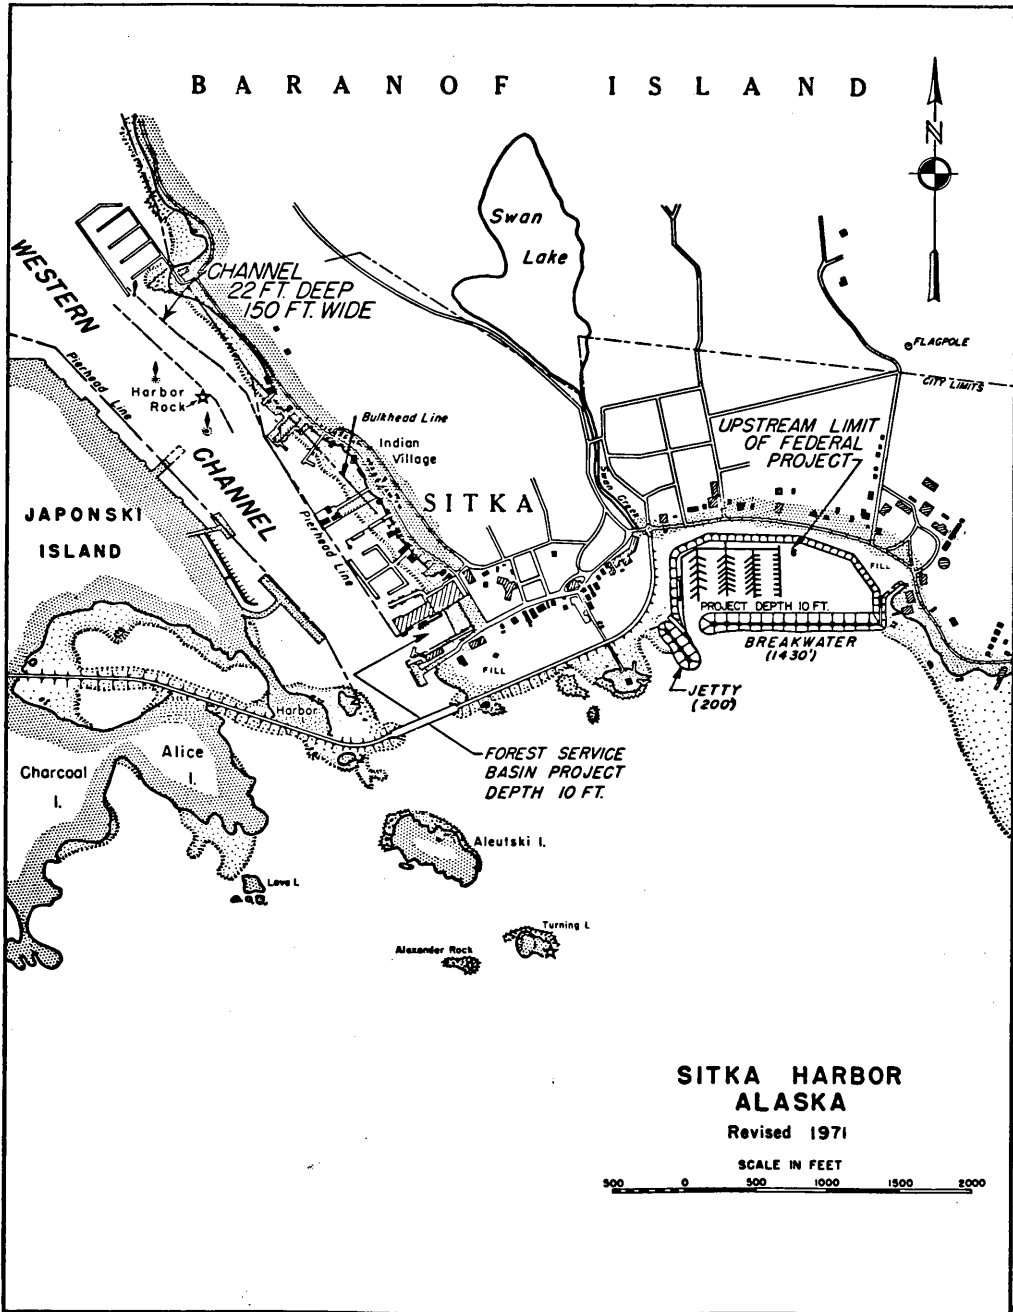 BARANOF ISLAND
N
Swan
Lake
WESTERN
CHANNEL
CHANNEL
22 FT. DEEP
150 FT. WIDE
Pierhead Line
Harbor
Rock
FLAGPOLE
CITY LIMITS
Bulkhead Line
Indian
Village
UPSTREAM LIMIT
OF FEDERAL
PROJECT
Swan Creek
SITKA
JAPONSKI
ISLAND
Pierhead Line
FILL
PROJECT DEPTH 10 FT.
BREAKWATER
(1430')
FILL
JETTY
(200')
Harbor
FOREST SERVICE
BASIN PROJECT
DEPTH 10 FT.
Alice
I.
Charcoal
I.
Aleutski I.
Love I.
Turning I.
Alexander Rock
SITKA HARBOR
ALASKA
Revised 1971
SCALE IN FEET
500 0 500 1000 1500 2000